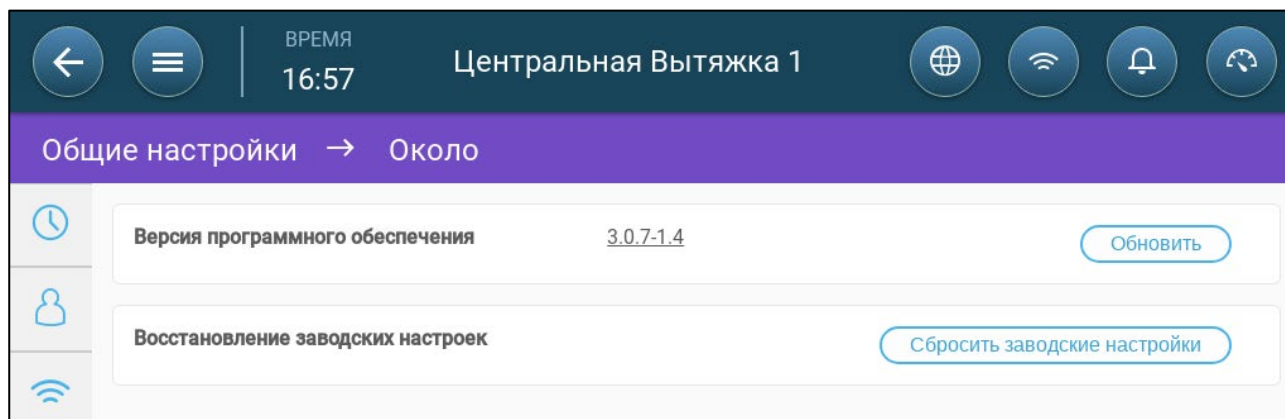 ВРЕМЯ
16:57
Центральная Вытяжка 1
Общие настройки → Около
Версия программного обеспечения 3.0.7-1.4 Обновить
Восстановление заводских настроек Сбросить заводские настройки